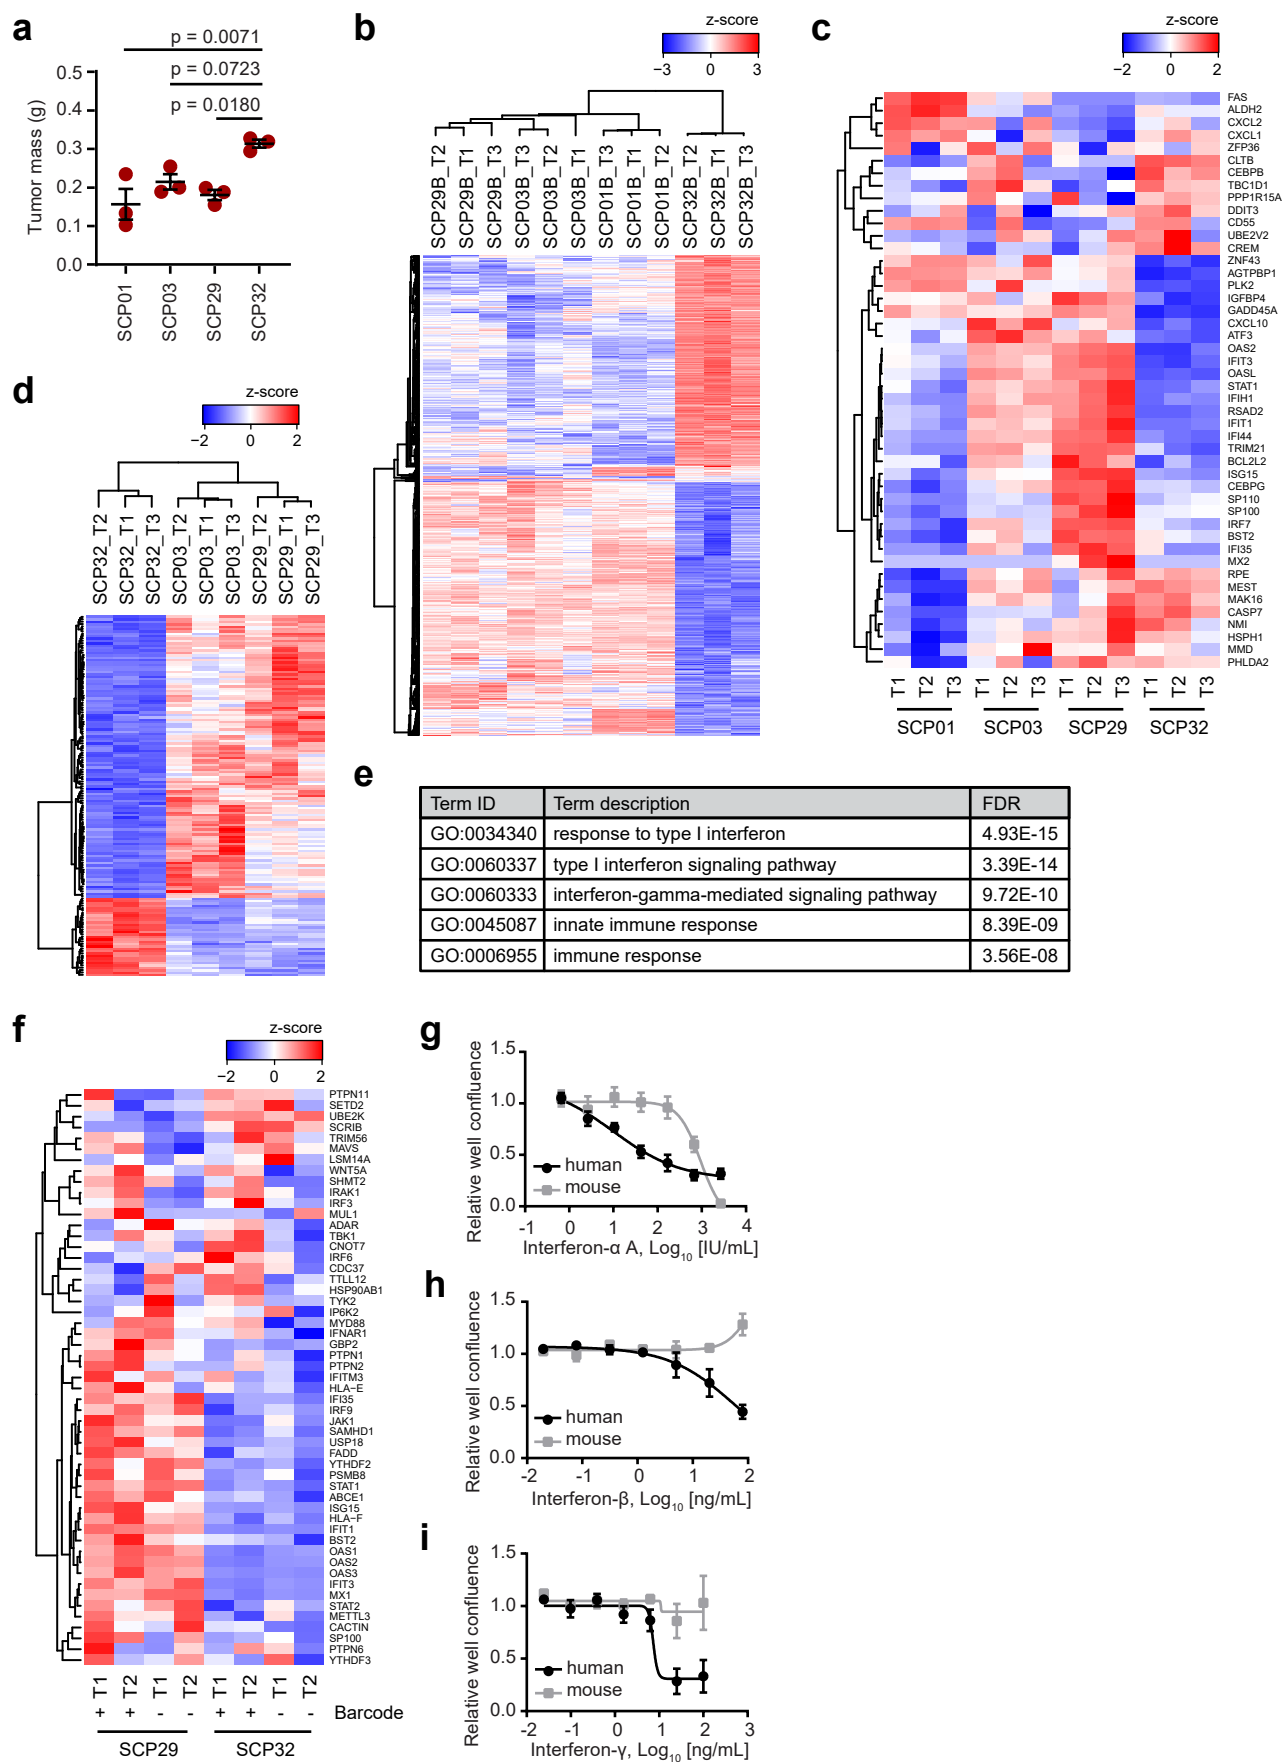 a
p = 0.0071
p = 0.0723
p = 0.0180
Tumor mass (g)
0.5
0.4
0.3
0.2
0.1
0.0
SCP01
SCP03
SCP29
SCP32
b
z-score
−3 0 3
SCP29B_T2
SCP29B_T1
SCP29B_T3
SCP03B_T3
SCP03B_T2
SCP03B_T1
SCP01B_T3
SCP01B_T1
SCP01B_T2
SCP32B_T2
SCP32B_T1
SCP32B_T3
c
z-score
−2 0 2
FAS
ALDH2
CXCL2
CXCL1
ZFP36
CLTB
CEBPB
TBC1D1
PPP1R15A
DDIT3
CD55
UBE2V2
CREM
ZNF43
AGTPBP1
PLK2
IGFBP4
GADD45A
CXCL10
ATF3
OAS2
IFIT3
OASL
STAT1
IFIH1
RSAD2
IFIT1
IFI44
TRIM21
BCL2L2
ISG15
CEBPG
SP110
SP100
IRF7
BST2
IFI35
MX2
RPE
MEST
MAK16
CASP7
NMI
HSPH1
MMD
PHLDA2
T1 T2 T3 T1 T2 T3 T1 T2 T3 T1 T2 T3
SCP01 SCP03 SCP29 SCP32
d
z-score
−2 0 2
SCP32_T2
SCP32_T1
SCP32_T3
SCP03_T2
SCP03_T1
SCP03_T3
SCP29_T2
SCP29_T1
SCP29_T3
e
Term ID Term description FDR
GO:0034340 response to type I interferon 4.93E-15
GO:0060337 type I interferon signaling pathway 3.39E-14
GO:0060333 interferon-gamma-mediated signaling pathway 9.72E-10
GO:0045087 innate immune response 8.39E-09
GO:0006955 immune response 3.56E-08
f
z-score
−2 0 2
PTPN11
SETD2
UBE2K
SCRIB
TRIM56
MAVS
LSM14A
WNT5A
SHMT2
IRAK1
IRF3
MUL1
ADAR
TBK1
CNOT7
IRF6
CDC37
TTLL12
HSP90AB1
TYK2
IP6K2
MYD88
IFNAR1
GBP2
PTPN1
PTPN2
IFITM3
HLA−E
IFI35
IRF9
JAK1
SAMHD1
USP18
FADD
YTHDF2
PSMB8
STAT1
ABCE1
ISG15
HLA−F
IFIT1
BST2
OAS1
OAS2
OAS3
IFIT3
MX1
STAT2
METTL3
CACTIN
SP100
PTPN6
YTHDF3
T1 T2 T1 T2 T1 T2 T1 T2
+ + - - + + - - Barcode
SCP29 SCP32
g
Relative well confluence
1.5
1.0
0.5
0.0
human
mouse
-1 0 1 2 3 4
Interferon-α A, Log10 [IU/mL]
h
Relative well confluence
1.5
1.0
0.5
0.0
human
mouse
-2 -1 0 1 2
Interferon-β, Log10 [ng/mL]
i
Relative well confluence
1.5
1.0
0.5
0.0
human
mouse
-2 -1 0 1 2 3
Interferon-γ, Log10 [ng/mL]